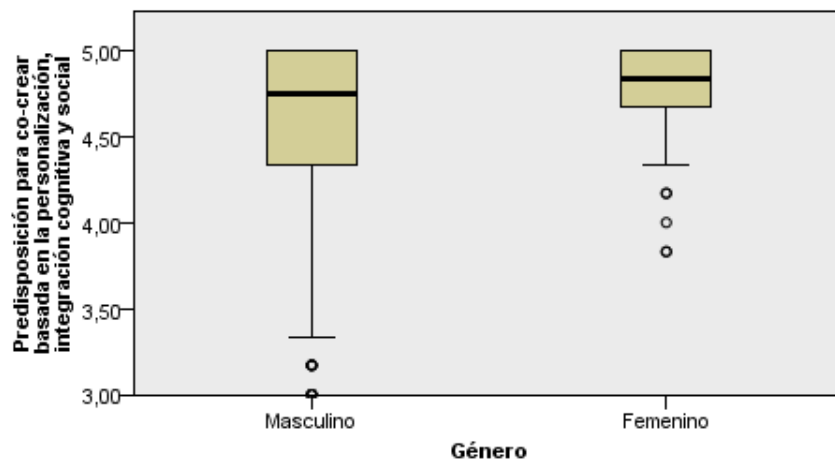 Predisposición para co-crear
basada en la personalización,
integración cognitiva y social
5,00
4,50
4,00
3,50
3,00
Masculino
Femenino
Género